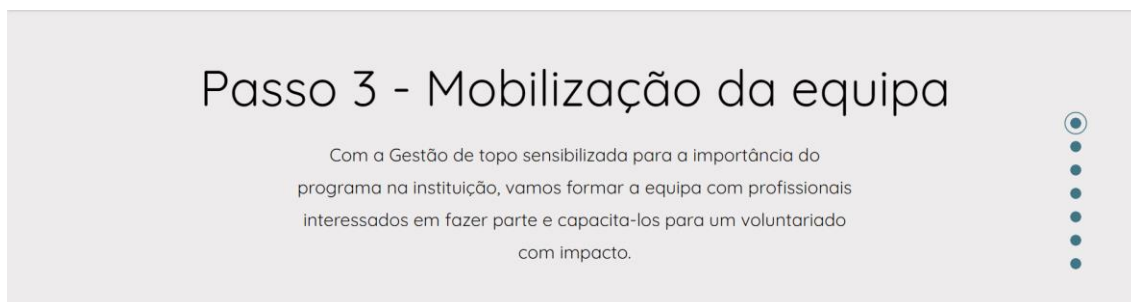 Passo 3 - Mobilização da equipa
Com a Gestão de topo sensibilizada para a importância do
programa na instituição, vamos formar a equipa com profissionais
interessados em fazer parte e capacita-los para um voluntariado
com impacto.